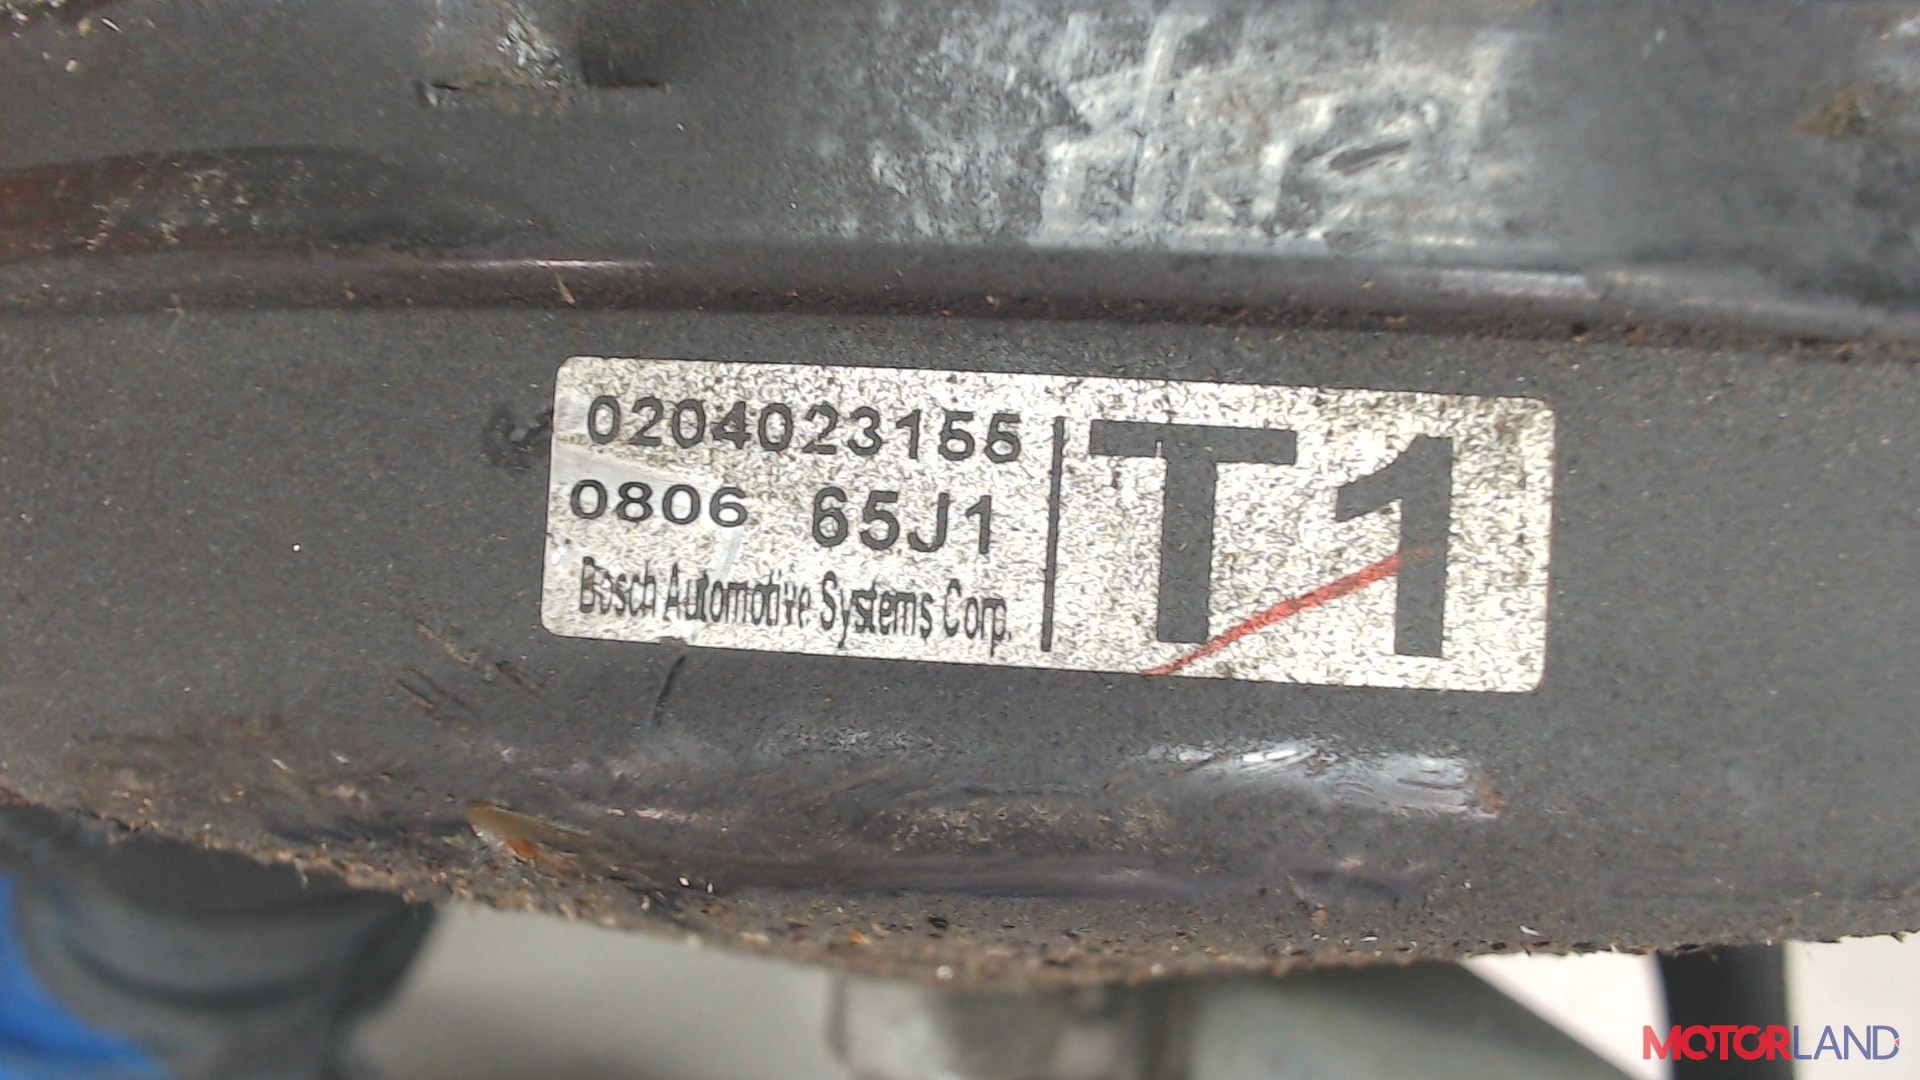 0204023155
0806 65J1
Bosch Automotive Systems Corp.
T1
MOTORLAND